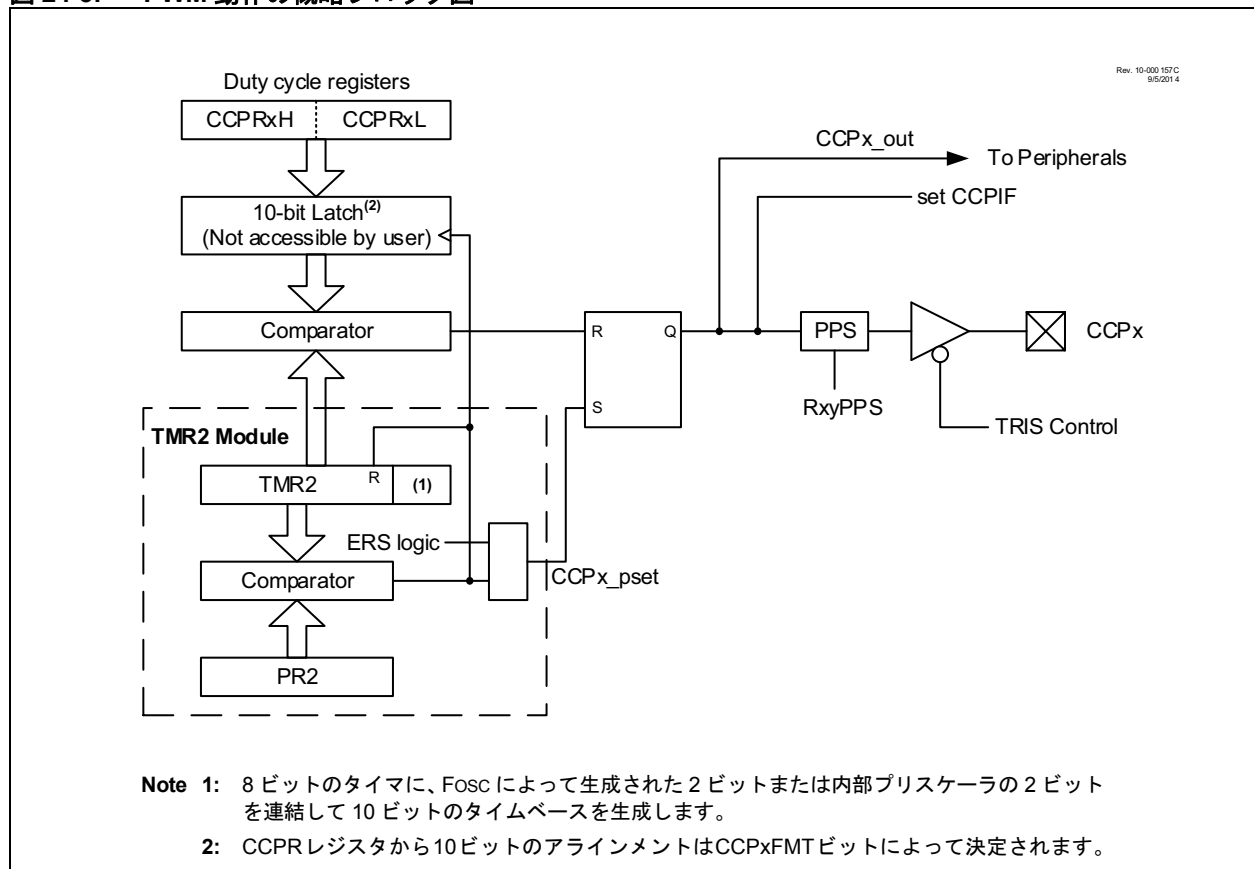 Rev. 10-000 157C
9/5/201 4
Duty cycle registers
CCPRxH CCPRxL
10-bit Latch(2)
(Not accessible by user)
Comparator
CCPx_out
To Peripherals
set CCPIF
R Q
S
PPS
RxyPPS
CCPx
TRIS Control
TMR2 Module
TMR2 R (1)
ERS logic
Comparator
CCPx_pset
PR2
Note 1: 8 ビットのタイマに、FOSC によって生成された 2 ビットまたは内部プリスケーラの 2 ビット
を連結して 10 ビットのタイムベースを生成します。
2: CCPRレジスタから10ビットのアラインメントはCCPxFMTビットによって決定されます。